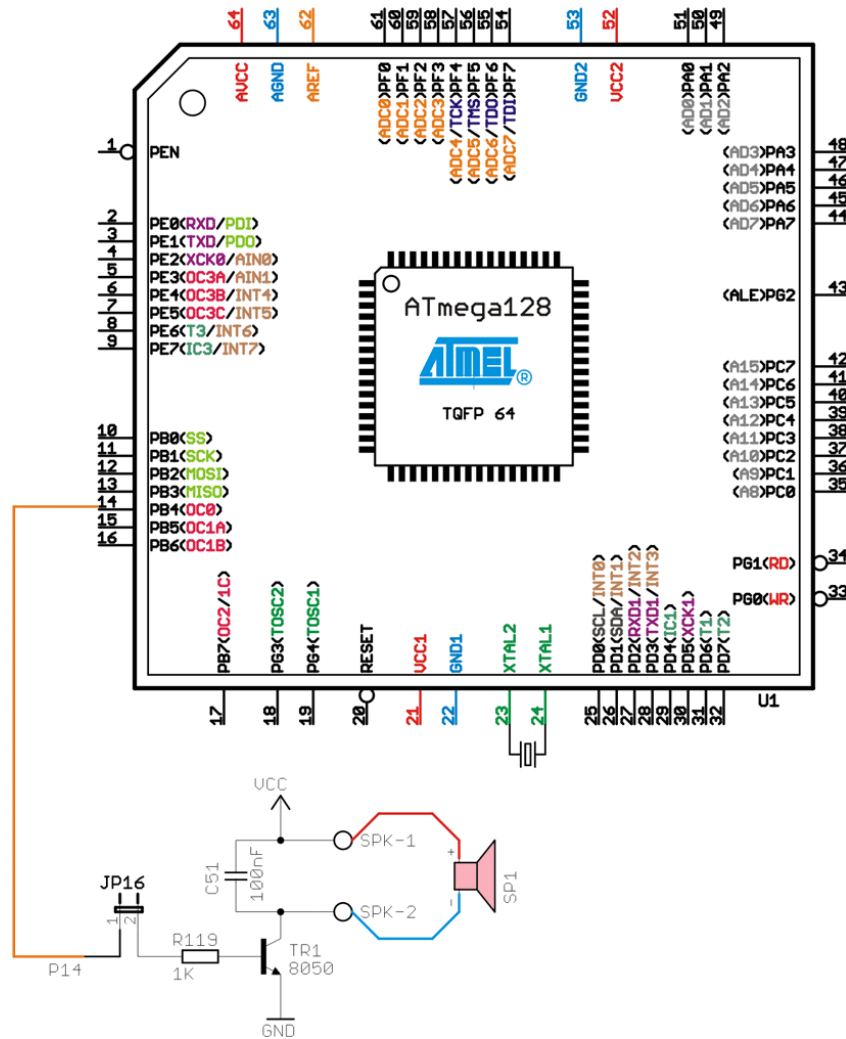 64 63 62 61 60 59 58 57 56 55 54 53 52 51 50 49
AVCC
AGND
AREF
(ADC0)PF0
(ADC1)PF1
(ADC2)PF2
(ADC3)PF3
(ADC4/TCK)PF4
(ADC5/TMS)PF5
(ADC6/TDO)PF6
(ADC7/TDI)PF7
GND2
VCC2
(AD0)PA0
(AD1)PA1
(AD2)PA2
1 PEN
2 PE0(RXD/PDI)
3 PE1(TXD/PDO)
4 PE2(XCK0/AIN0)
5 PE3(OC3A/AIN1)
6 PE4(OC3B/INT4)
7 PE5(OC3C/INT5)
8 PE6(T3/INT6)
9 PE7(IC3/INT7)
10 PB0(SS)
11 PB1(SCK)
12 PB2(MOSI)
13 PB3(MISO)
14 PB4(OC0)
15 PB5(OC1A)
16 PB6(OC1B)
ATmega128
ATMEL®
TQFP 64
(AD3)PA3 48
(AD4)PA4 47
(AD5)PA5 46
(AD6)PA6 45
(AD7)PA7 44
(ALE)PG2 43
(A15)PC7 42
(A14)PC6 41
(A13)PC5 40
(A12)PC4 39
(A11)PC3 38
(A10)PC2 37
(A9)PC1 36
(A8)PC0 35
PG1(RD) 34
PG0(WR) 33
PB7(OC2/1C)
PG3(TOSC2)
PG4(TOSC1)
RESET
VCC1
GND1
XTAL2
XTAL1
PD0(SCL/INT0)
PD1(SDA/INT1)
PD2(RXD1/INT2)
PD3(TXD1/INT3)
PD4(IC1)
PD5(XCK1)
PD6(T1)
PD7(T2)
U1
17 18 19 20 21 22 23 24 25 26 27 28 29 30 31 32
VCC
SPK-1
C51
100nF
+
SP1
-
SPK-2
JP16
1 2
R119
1K
P14
TR1
8050
GND